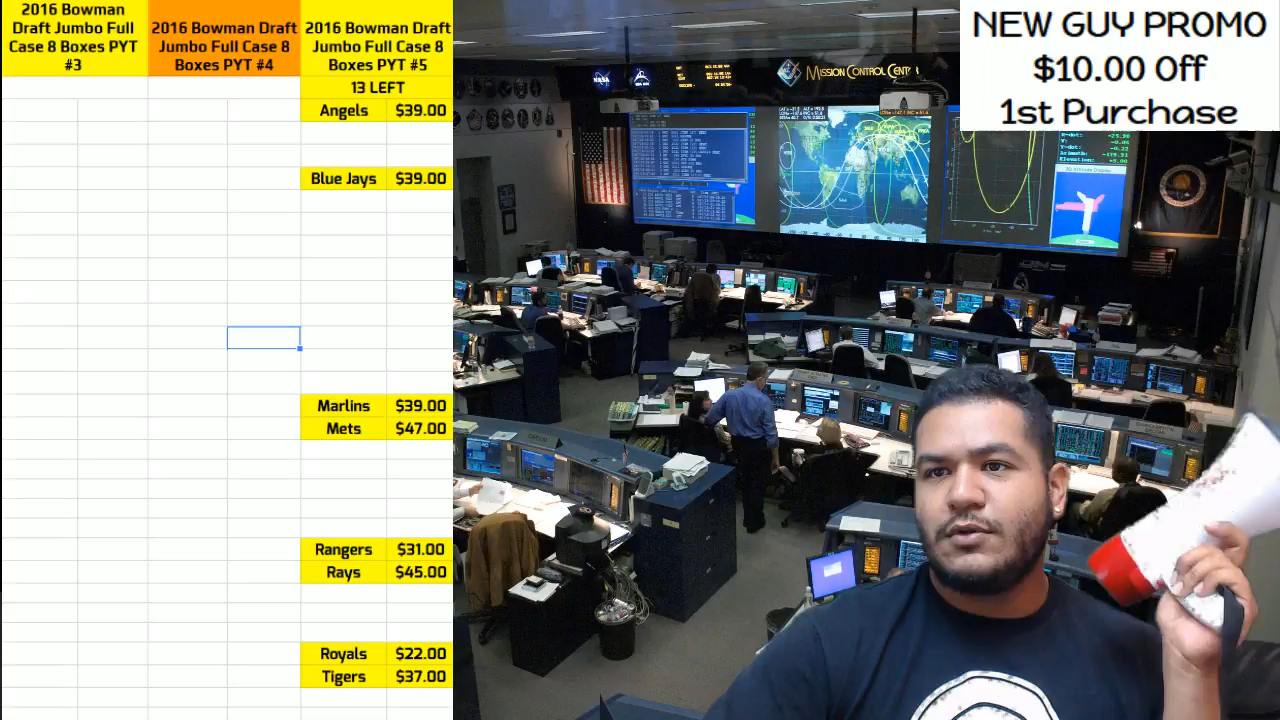 2016 Bowman
Draft Jumbo Full
Case 8 Boxes PYT
#3
2016 Bowman Draft
Jumbo Full Case 8
Boxes PYT #4
2016 Bowman Draft
Jumbo Full Case 8
Boxes PYT #5
13 LEFT
Angels $39.00
Blue Jays $39.00
Marlins $39.00
Mets $47.00
Rangers $31.00
Rays $45.00
Royals $22.00
Tigers $37.00
NEW GUY PROMO
$10.00 Off
1st Purchase
NASA
MISSION CONTROL CENTER